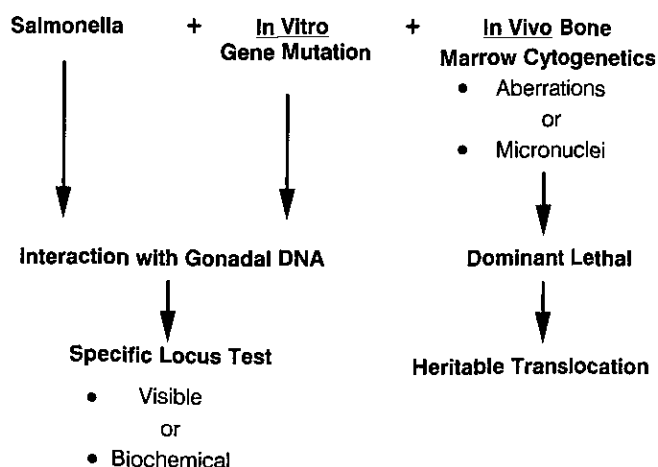 Salmonella + In Vitro + In Vivo Bone
Gene Mutation Marrow Cytogenetics
• Aberrations
or
• Micronuclei
Interaction with Gonadal DNA Dominant Lethal
Specific Locus Test Heritable Translocation
• Visible
or
• Biochemical